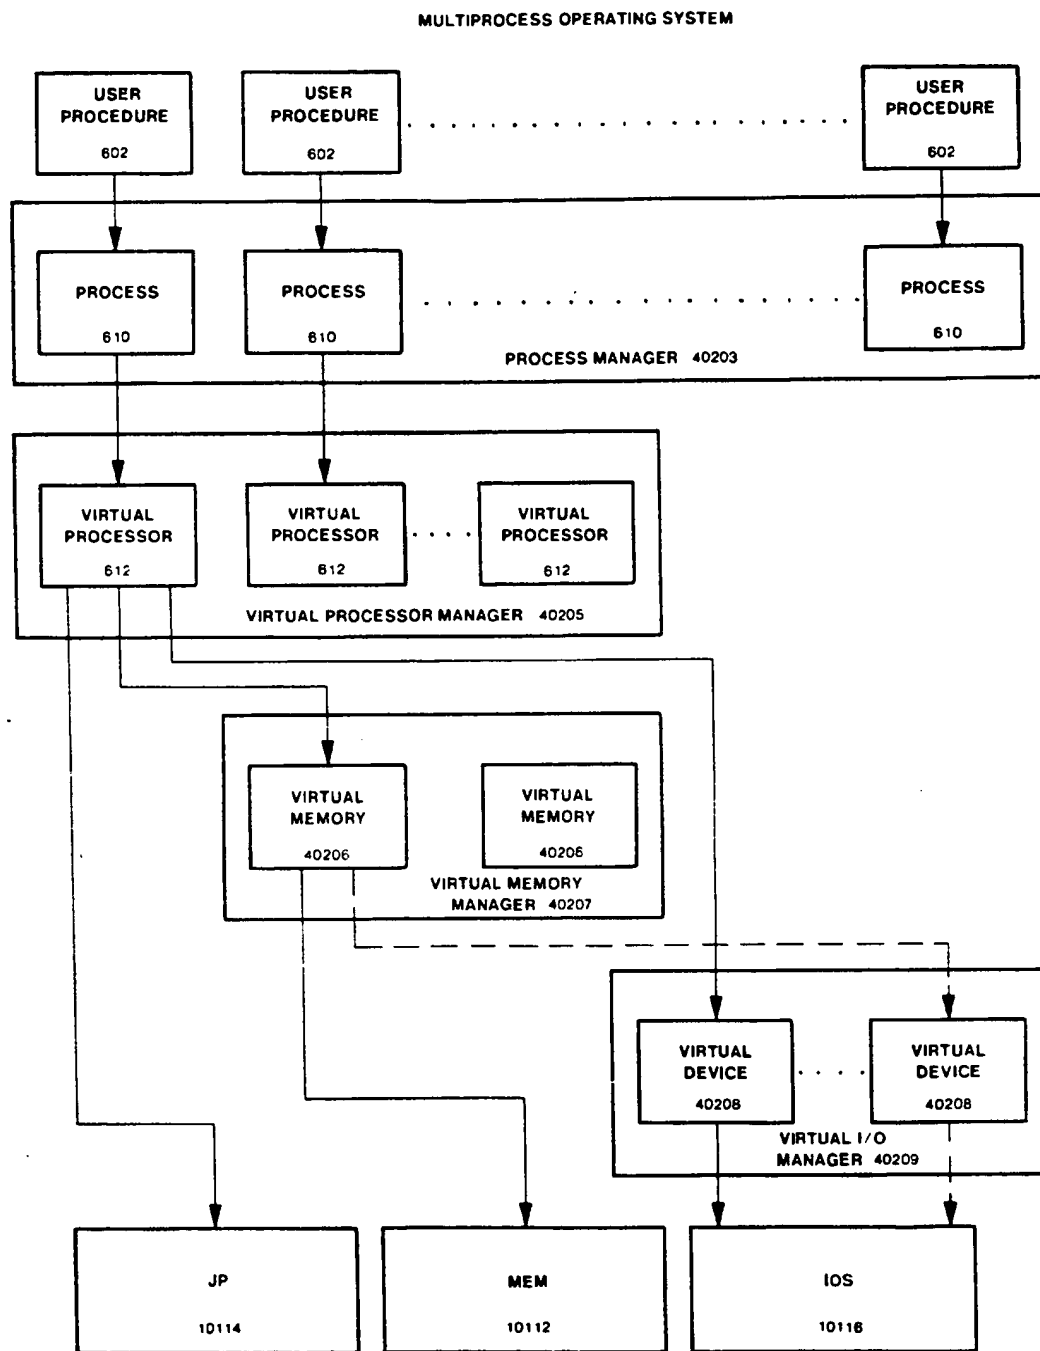 MULTIPROCESS OPERATING SYSTEM
USER
PROCEDURE
602
USER
PROCEDURE
602
USER
PROCEDURE
602
PROCESS
610
PROCESS
610
PROCESS
610
PROCESS MANAGER 40203
VIRTUAL
PROCESSOR
612
VIRTUAL
PROCESSOR
612
VIRTUAL
PROCESSOR
612
VIRTUAL PROCESSOR MANAGER 40205
VIRTUAL
MEMORY
40206
VIRTUAL
MEMORY
40206
VIRTUAL MEMORY
MANAGER 40207
VIRTUAL
DEVICE
40208
VIRTUAL
DEVICE
40208
VIRTUAL I/O
MANAGER 40209
JP
10114
MEM
10112
IOS
10116